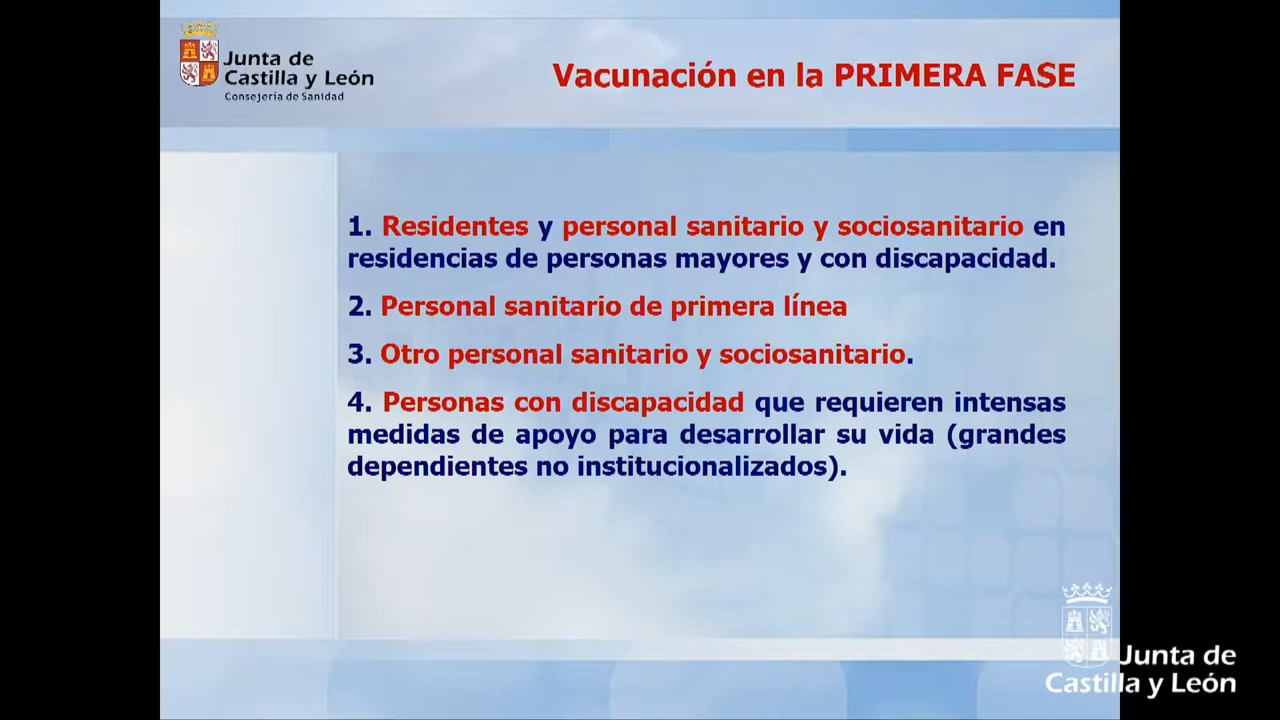 Junta de
Castilla y León
Consejería de Sanidad
Vacunación en la PRIMERA FASE
1. Residentes y personal sanitario y sociosanitario en
residencias de personas mayores y con discapacidad.
2. Personal sanitario de primera línea
3. Otro personal sanitario y sociosanitario.
4. Personas con discapacidad que requieren intensas
medidas de apoyo para desarrollar su vida (grandes
dependientes no institucionalizados).
Junta de
Castilla y León